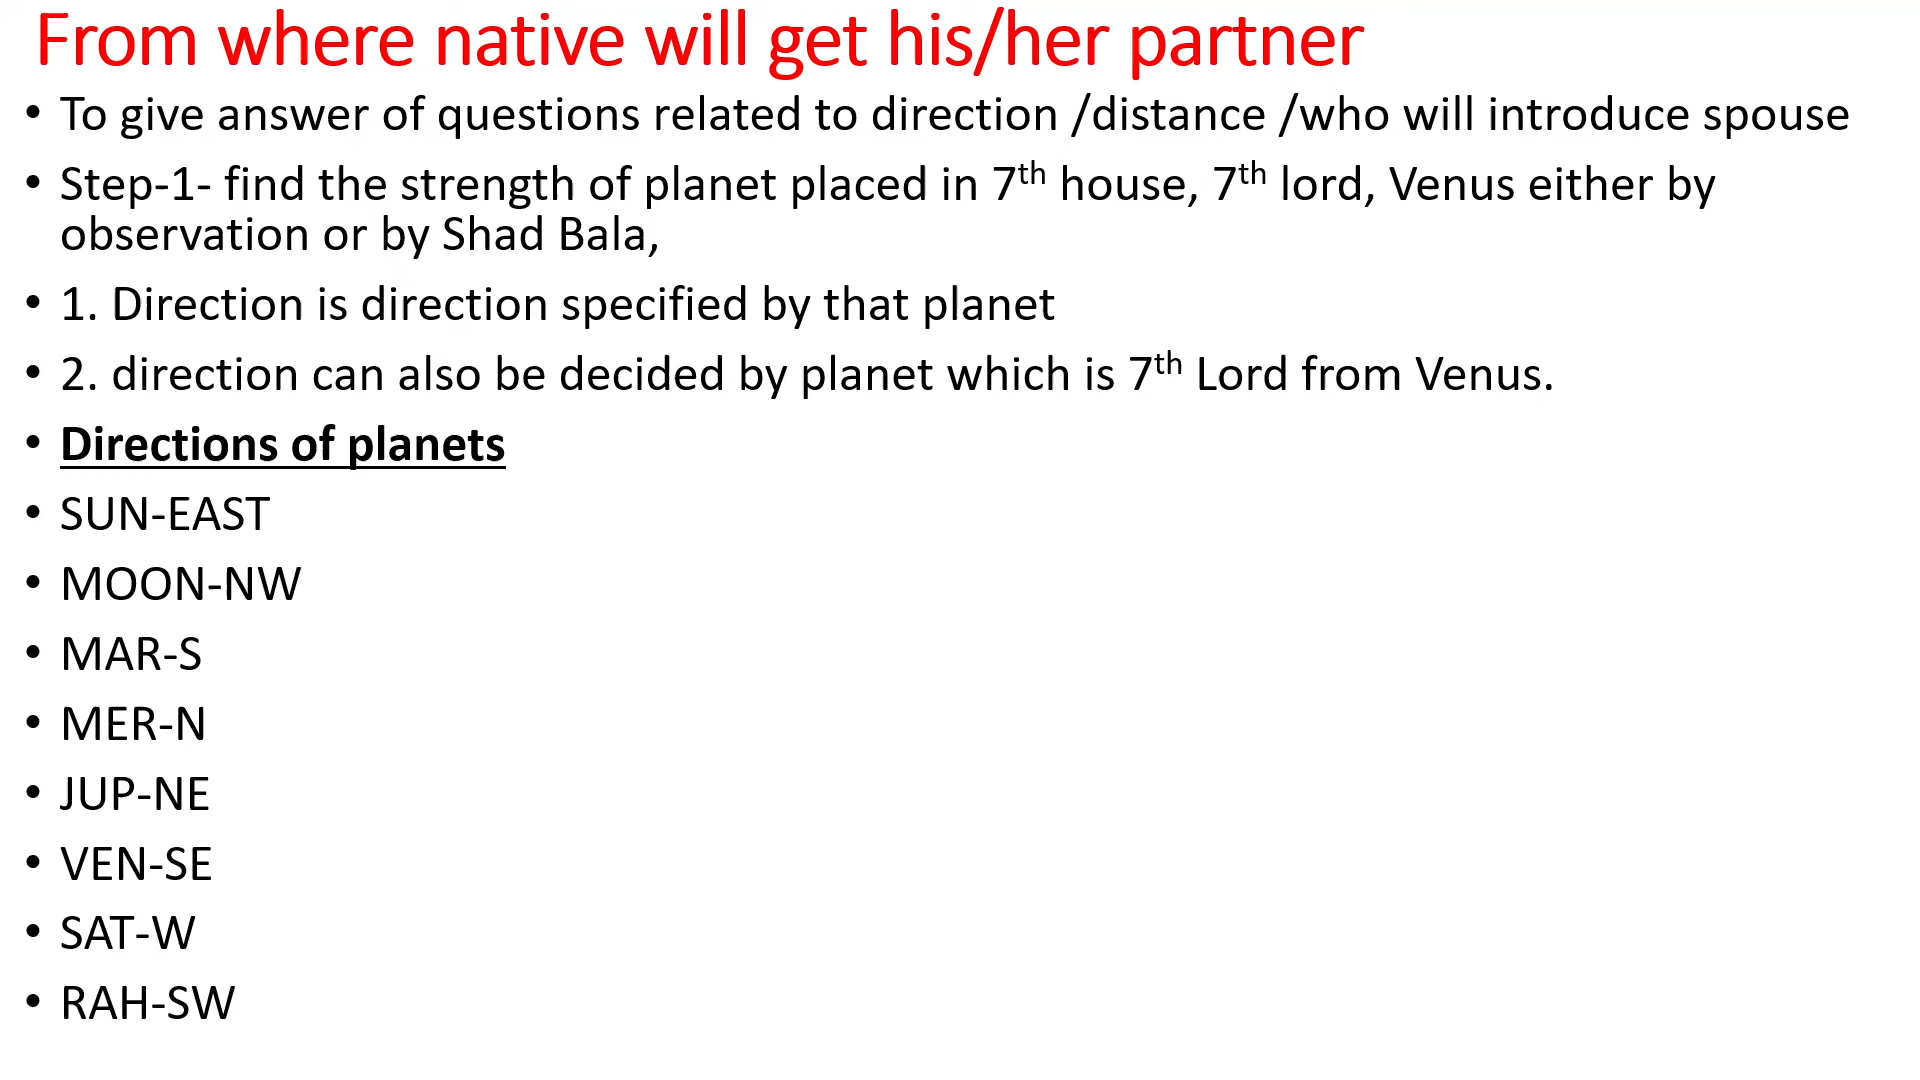 From where native will get his/her partner
• To give answer of questions related to direction /distance /who will introduce spouse
• Step-1- find the strength of planet placed in 7th house, 7th lord, Venus either by
observation or by Shad Bala,
• 1. Direction is direction specified by that planet
• 2. direction can also be decided by planet which is 7th Lord from Venus.
• Directions of planets
• SUN-EAST
• MOON-NW
• MAR-S
• MER-N
• JUP-NE
• VEN-SE
• SAT-W
• RAH-SW